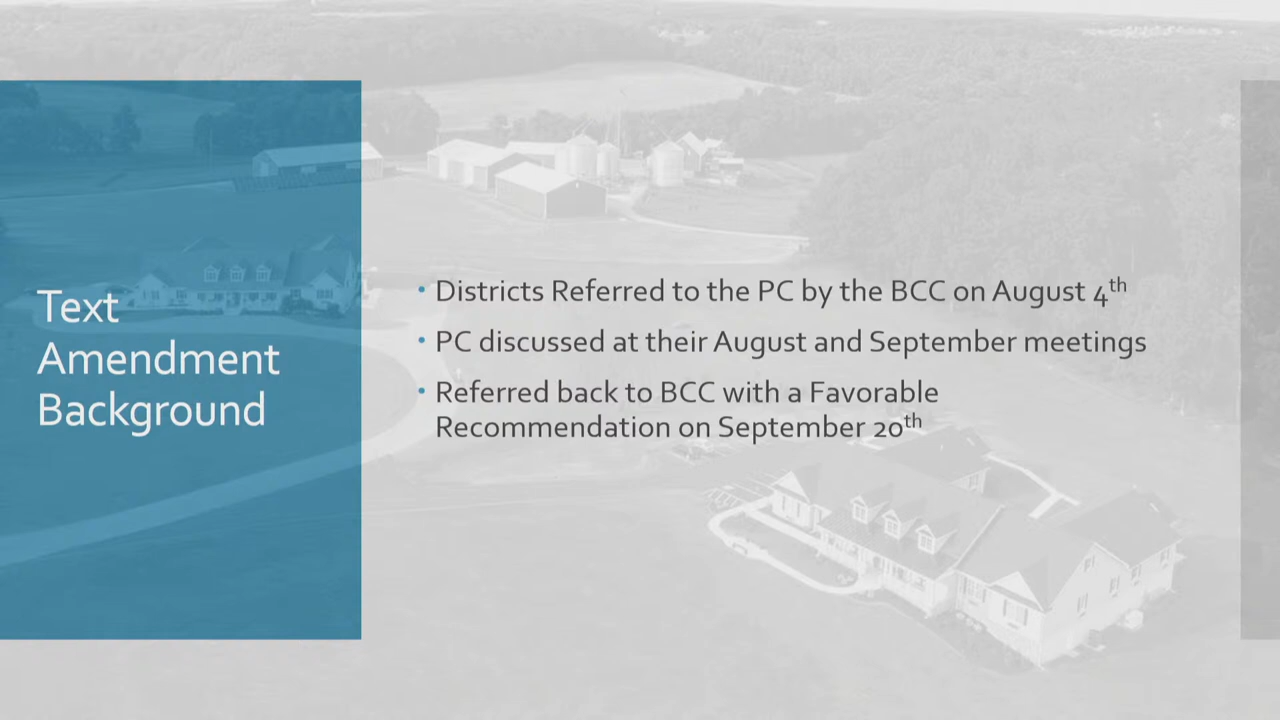 Text
Amendment
Background
• Districts Referred to the PC by the BCC on August 4th
• PC discussed at their August and September meetings
• Referred back to BCC with a Favorable
Recommendation on September 20th